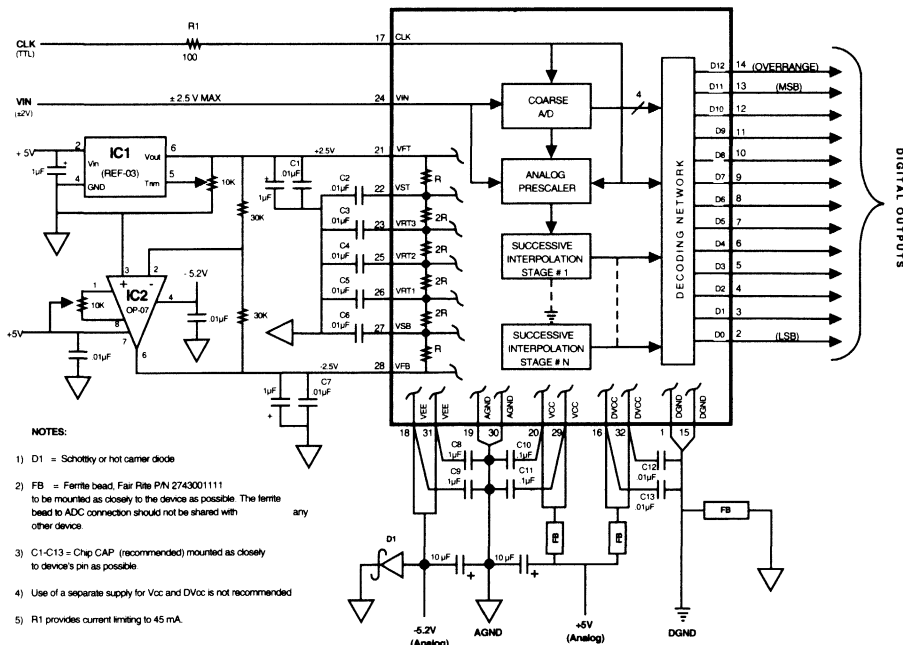 R1
CLK
(TTL)
100
17 CLK
VIN
(±2V)
± 2.5 V MAX
24 VIN
COARSE
A/D
4
ANALOG
PRESCALER
SUCCESSIVE
INTERPOLATION
STAGE # 1
SUCCESSIVE
INTERPOLATION
STAGE # N
DECODING NETWORK
D12 14 (OVERRANGE)
D11 13 (MSB)
D10 12
D9 11
D8 10
D7 9
D6 8
D5 7
D4 6
D3 5
D2 4
D1 3
D0 2 (LSB)
DIGITAL OUTPUTS
+ 5V
2
Vin
IC1
(REF-03)
Vout
6
1µF
+
4
GND
Trim
5
10K
30K
30K
+2.5V
21 VFT
1µF
+
C1
.01µF
C2
.01µF
22 VST
C3
.01µF
23 VRT3
C4
.01µF
25 VRT2
C5
.01µF
26 VRT1
C6
.01µF
27 VSB
-2.5V
28 VFB
R
2R
2R
2R
2R
R
3
2
+ -
IC2
OP-07
1
10K
8
4
- 5.2V
.01µF
+5V
7
6
.01µF
1µF
+
C7
.01µF
VEE
VEE
AGND
AGND
VCC
VCC
DVCC
DVCC
DGND
DGND
18 31 19 30 20 29 16 32 1 15
C8
.1µF
C10
.1µF
C9
.1µF
C11
.1µF
C12
.01µF
C13
.01µF
FB
FB
FB
D1
10 µF
+
10 µF
+
-5.2V
(Analog)
AGND
+5V
(Analog)
DGND
NOTES:
1) D1 = Schottky or hot carrier diode
2) FB = Ferrite bead, Fair Rite P/N 2743001111
to be mounted as closely to the device as possible. The ferrite
bead to ADC connection should not be shared with any
other device.
3) C1-C13 = Chip CAP (recommended) mounted as closely
to device's pin as possible
4) Use of a separate supply for Vcc and DVcc is not recommended
5) R1 provides current limiting to 45 mA.